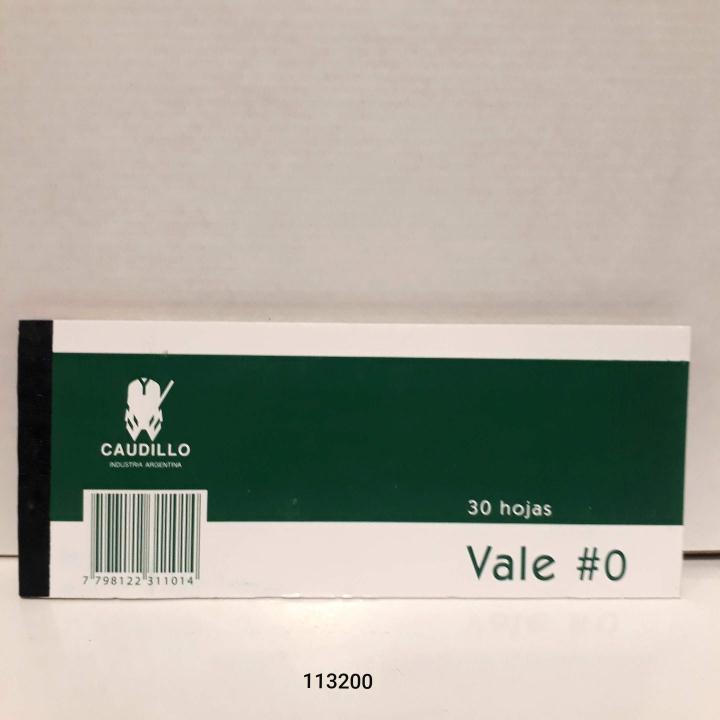 CAUDILLO
INDUSTRIA ARGENTINA
7 798122 311014
30 hojas
Vale #0
113200